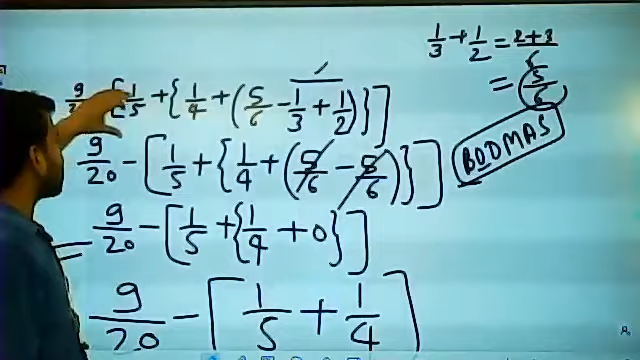 1/3 + 1/2 = 2+3/6
= 5/6
[1/5 + {1/4 + (5/6 - 1/3 + 1/2)}]
9/20 - [1/5 + {1/4 + (5/6 - 5/6)}]
BODMAS
= 9/20 - [1/5 + {1/4 + 0}]
9/20 - [1/5 + 1/4]